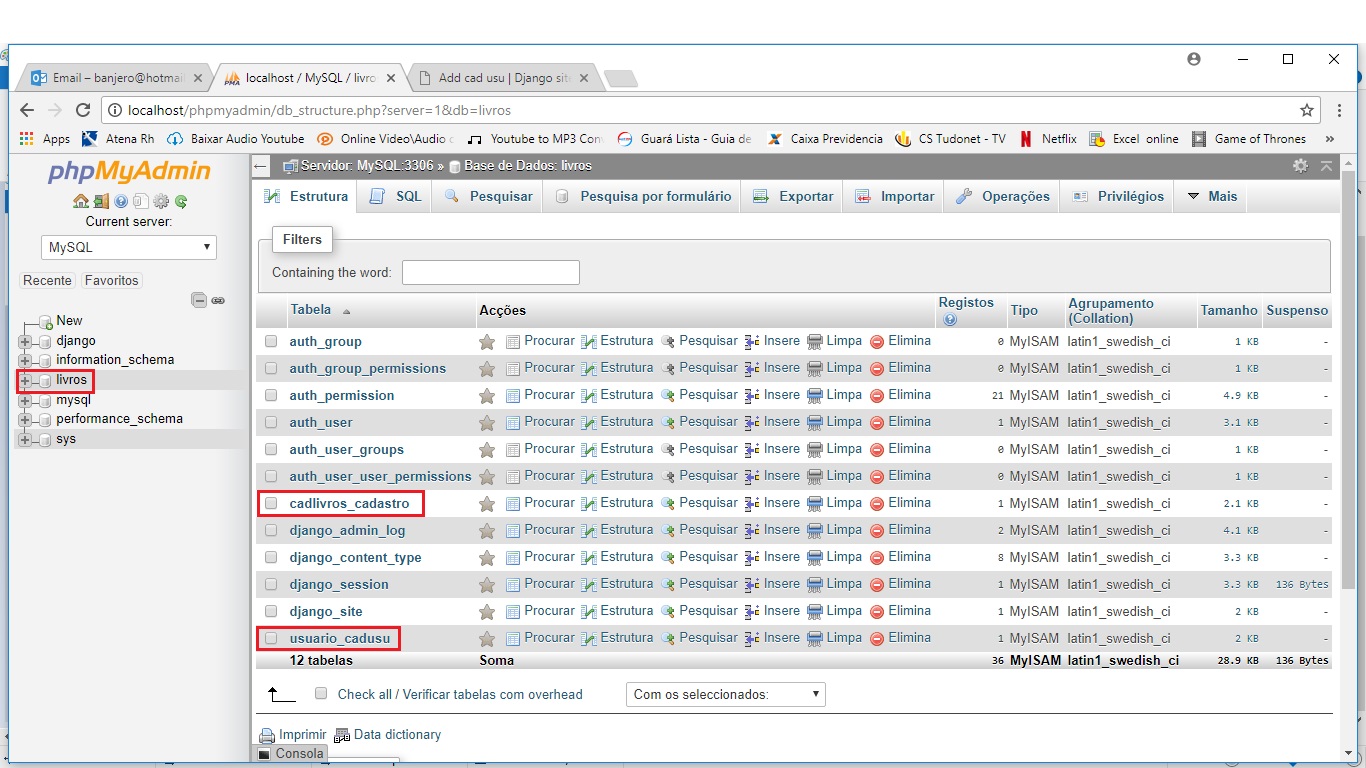 Email – banjero@hotmai
localhost / MySQL / livro
Add cad usu | Django site
localhost/phpmyadmin/db_structure.php?server=1&db=livros
Apps Atena Rh Baixar Audio Youtube Online Video\Audio c Youtube to MP3 Con Guará Lista - Guia de Caixa Previdencia CS Tudonet - TV Netflix Excel online Game of Thrones »
phpMyAdmin
Current server:
MySQL
Recente Favoritos
New
django
information_schema
livros
mysql
performance_schema
sys
Servidor: MySQL:3306 » Base de Dados: livros
Estrutura SQL Pesquisar Pesquisa por formulário Exportar Importar Operações Privilégios Mais
Filters
Containing the word:
Tabela Acções Registos Tipo Agrupamento (Collation) Tamanho Suspenso
auth_group Procurar Estrutura Pesquisar Insere Limpa Elimina 0 MyISAM latin1_swedish_ci 1 KB -
auth_group_permissions Procurar Estrutura Pesquisar Insere Limpa Elimina 0 MyISAM latin1_swedish_ci 1 KB -
auth_permission Procurar Estrutura Pesquisar Insere Limpa Elimina 21 MyISAM latin1_swedish_ci 4.9 KB -
auth_user Procurar Estrutura Pesquisar Insere Limpa Elimina 1 MyISAM latin1_swedish_ci 3.1 KB -
auth_user_groups Procurar Estrutura Pesquisar Insere Limpa Elimina 0 MyISAM latin1_swedish_ci 1 KB -
auth_user_user_permissions Procurar Estrutura Pesquisar Insere Limpa Elimina 0 MyISAM latin1_swedish_ci 1 KB -
cadlivros_cadastro Procurar Estrutura Pesquisar Insere Limpa Elimina 1 MyISAM latin1_swedish_ci 2.1 KB -
django_admin_log Procurar Estrutura Pesquisar Insere Limpa Elimina 2 MyISAM latin1_swedish_ci 4.1 KB -
django_content_type Procurar Estrutura Pesquisar Insere Limpa Elimina 8 MyISAM latin1_swedish_ci 3.3 KB -
django_session Procurar Estrutura Pesquisar Insere Limpa Elimina 1 MyISAM latin1_swedish_ci 3.3 KB 136 Bytes
django_site Procurar Estrutura Pesquisar Insere Limpa Elimina 1 MyISAM latin1_swedish_ci 2 KB -
usuario_cadusu Procurar Estrutura Pesquisar Insere Limpa Elimina 1 MyISAM latin1_swedish_ci 2 KB -
12 tabelas Soma 36 MyISAM latin1_swedish_ci 28.9 KB 136 Bytes
Check all / Verificar tabelas com overhead Com os seleccionados:
Imprimir Data dictionary
Consola